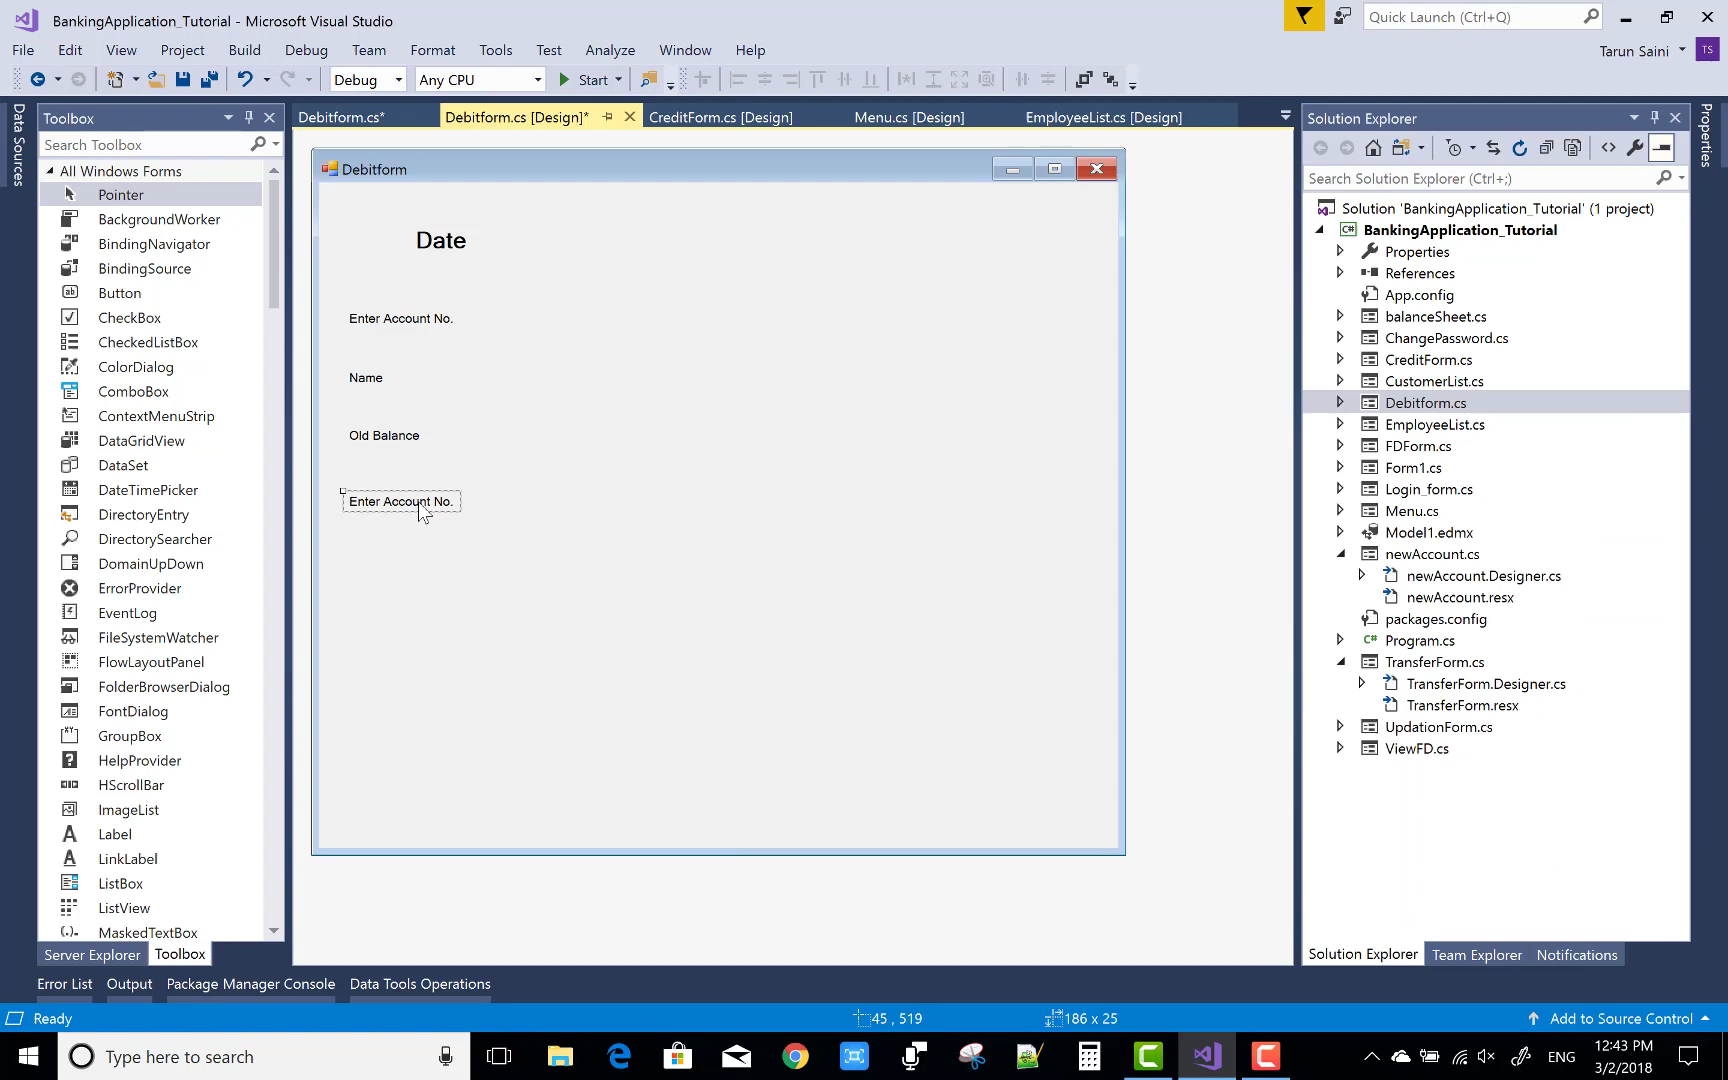 BankingApplication_Tutorial - Microsoft Visual Studio
Quick Launch (Ctrl+Q)
File Edit View Project Build Debug Team Format Tools Test Analyze Window Help
Tarun Saini
TS
Debug
Any CPU
Start
Data Sources
Toolbox
Search Toolbox
All Windows Forms
Pointer
BackgroundWorker
BindingNavigator
BindingSource
Button
CheckBox
CheckedListBox
ColorDialog
ComboBox
ContextMenuStrip
DataGridView
DataSet
DateTimePicker
DirectoryEntry
DirectorySearcher
DomainUpDown
ErrorProvider
EventLog
FileSystemWatcher
FlowLayoutPanel
FolderBrowserDialog
FontDialog
GroupBox
HelpProvider
HScrollBar
ImageList
Label
LinkLabel
ListBox
ListView
MaskedTextBox
Server Explorer Toolbox
Debitform.cs* Debitform.cs [Design]* CreditForm.cs [Design] Menu.cs [Design] EmployeeList.cs [Design]
Debitform
Date
Enter Account No.
Name
Old Balance
Enter Account No.
Solution Explorer
Search Solution Explorer (Ctrl+;)
Solution 'BankingApplication_Tutorial' (1 project)
BankingApplication_Tutorial
Properties
References
App.config
balanceSheet.cs
ChangePassword.cs
CreditForm.cs
CustomerList.cs
Debitform.cs
EmployeeList.cs
FDForm.cs
Form1.cs
Login_form.cs
Menu.cs
Model1.edmx
newAccount.cs
newAccount.Designer.cs
newAccount.resx
packages.config
Program.cs
TransferForm.cs
TransferForm.Designer.cs
TransferForm.resx
UpdationForm.cs
ViewFD.cs
Solution Explorer Team Explorer Notifications
Properties
Error List Output Package Manager Console Data Tools Operations
Ready
45 , 519
186 x 25
Add to Source Control
Type here to search
ENG
12:43 PM
3/2/2018